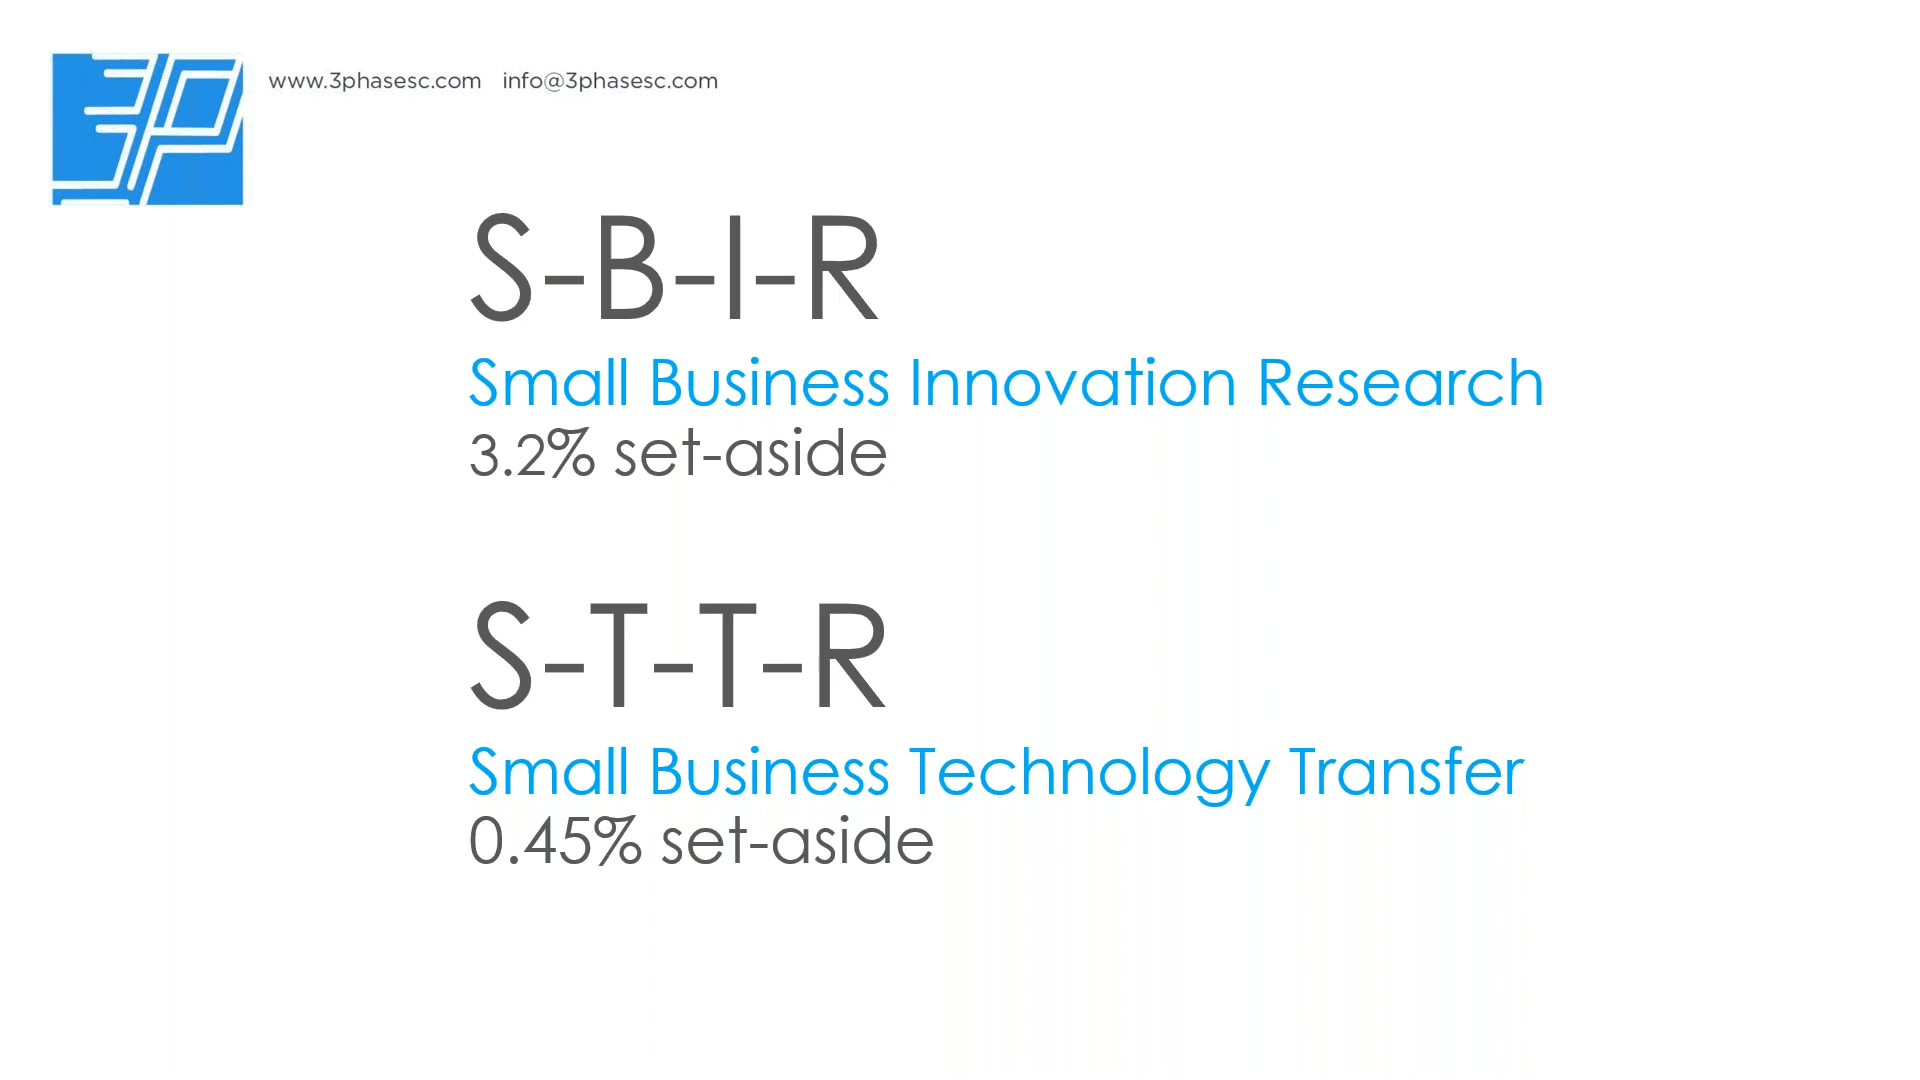 3P
www.3phasesc.com info@3phasesc.com
S-B-I-R
Small Business Innovation Research
3.2% set-aside
S-T-T-R
Small Business Technology Transfer
0.45% set-aside